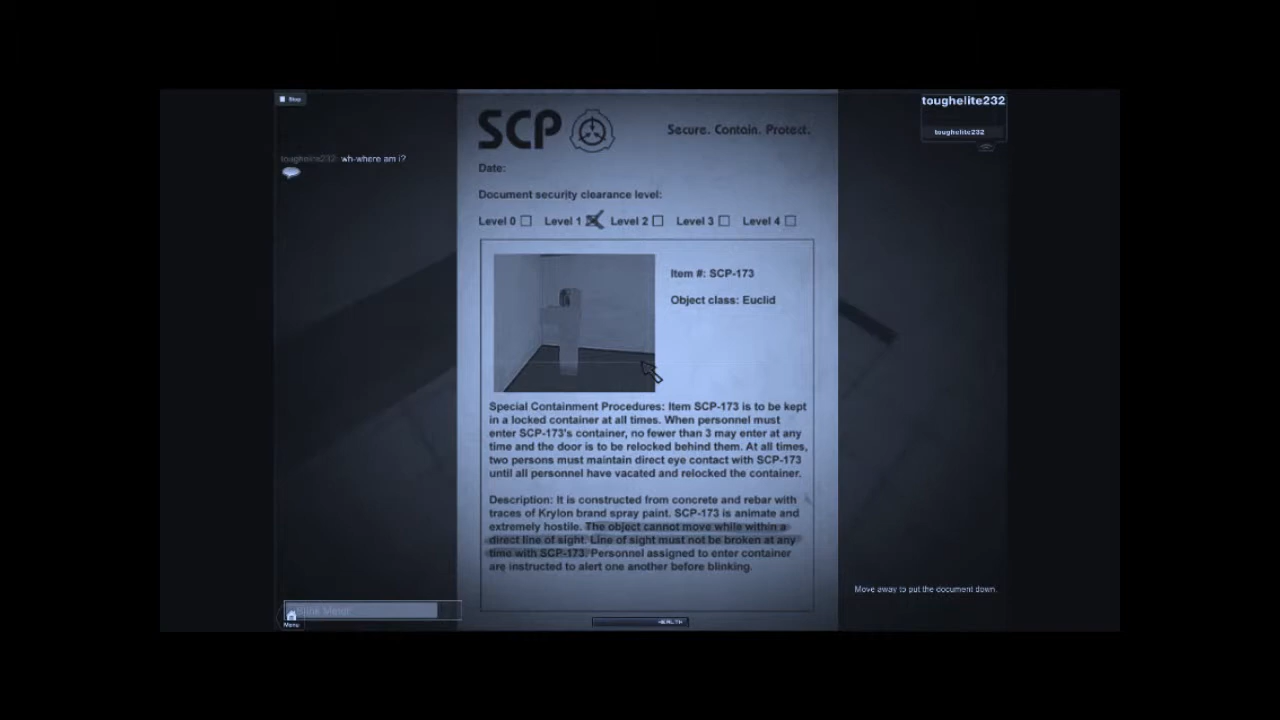 Stop
toughelite232
toughelite232
toughelite232: wh-where am i?
SCP
Secure. Contain. Protect.
Date:
Document security clearance level:
Level 0 Level 1 Level 2 Level 3 Level 4
Item #: SCP-173
Object class: Euclid
Special Containment Procedures: Item SCP-173 is to be kept
in a locked container at all times. When personnel must
enter SCP-173's container, no fewer than 3 may enter at any
time and the door is to be relocked behind them. At all times,
two persons must maintain direct eye contact with SCP-173
until all personnel have vacated and relocked the container.
Description: It is constructed from concrete and rebar with
traces of Krylon brand spray paint. SCP-173 is animate and
extremely hostile. The object cannot move while within a
direct line of sight. Line of sight must not be broken at any
time with SCP-173. Personnel assigned to enter container
are instructed to alert one another before blinking.
Move away to put the document down.
Blink Meter
Menu
HEALTH